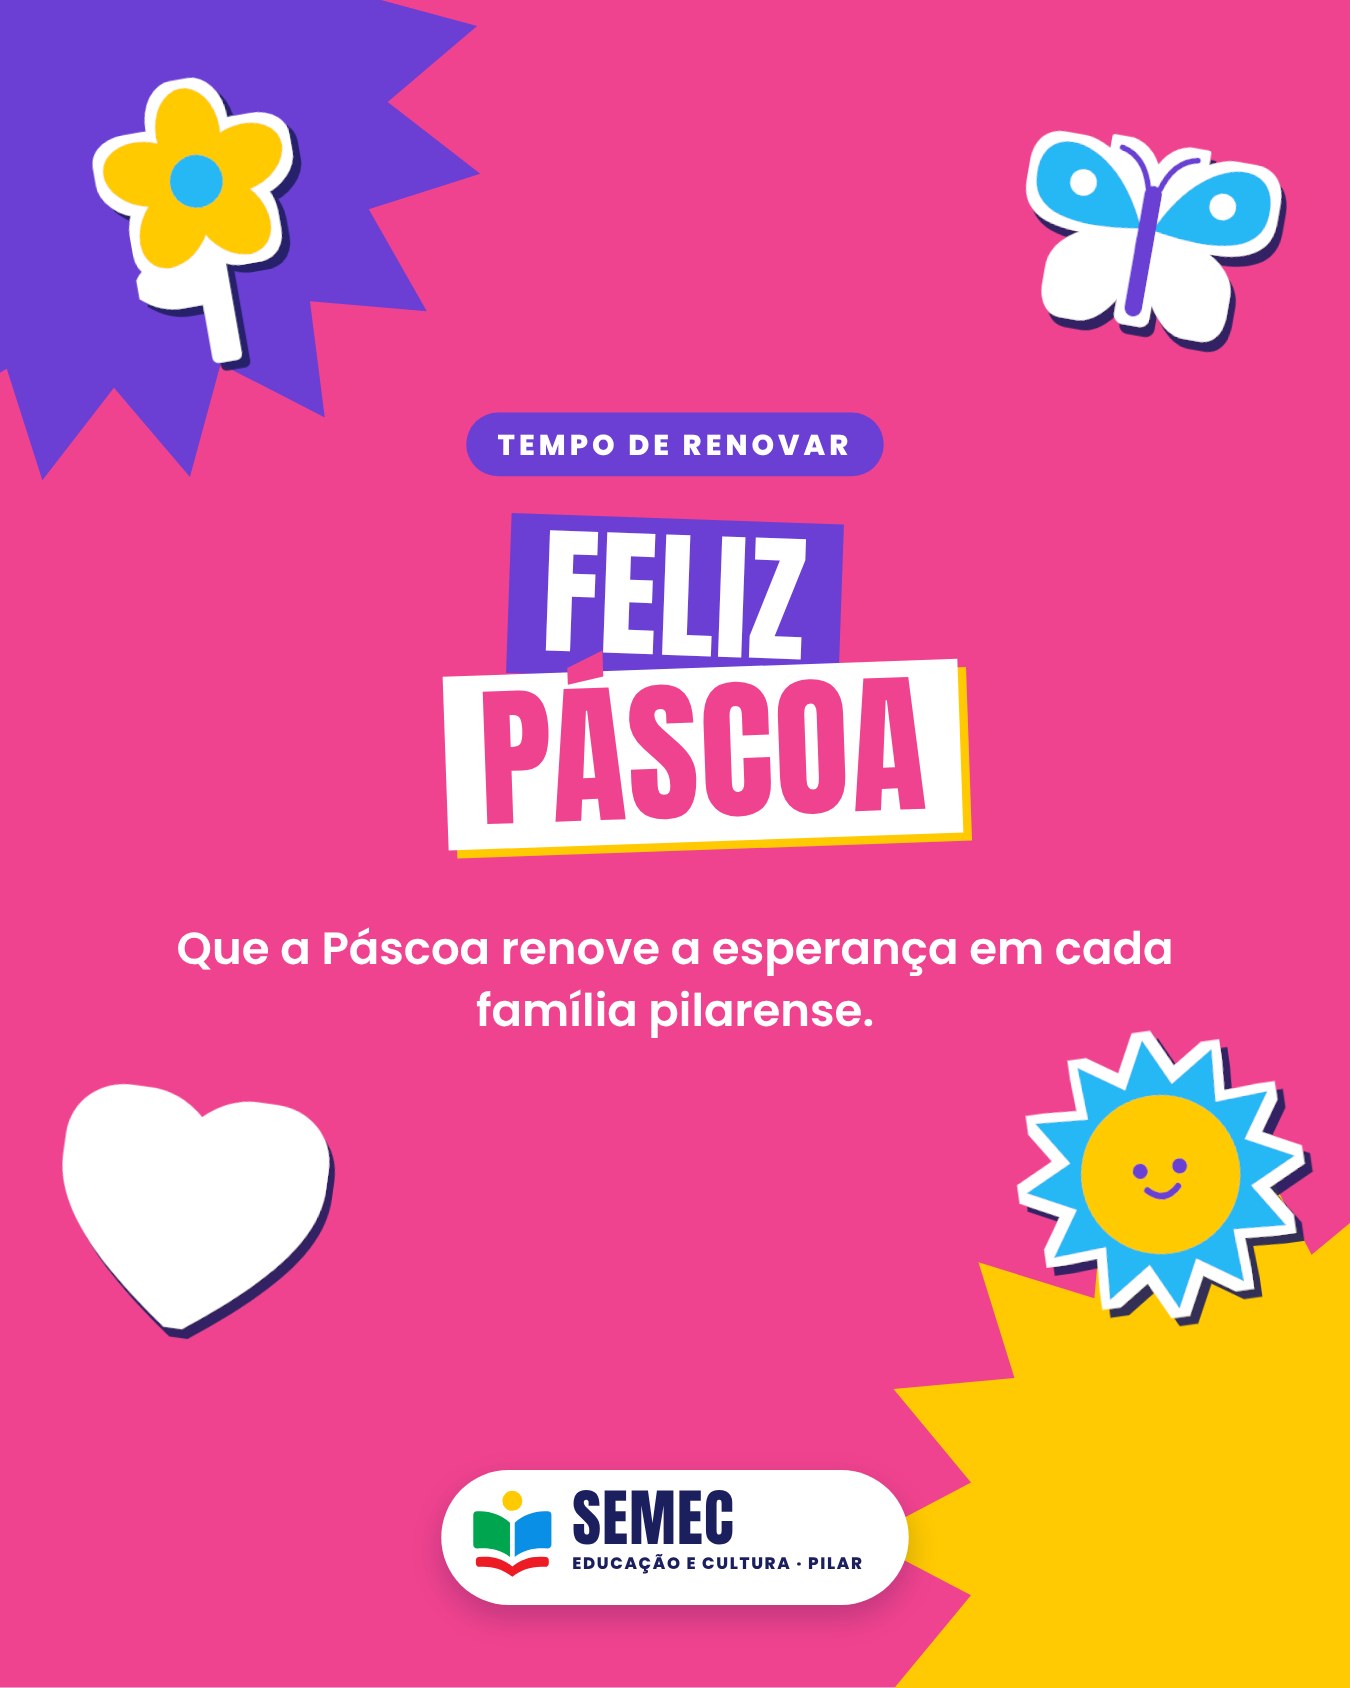 TEMPO DE RENOVAR
FELIZ
PÁSCOA
Que a Páscoa renove a esperança em cada
família pilarense.
SEMEC
EDUCAÇÃO E CULTURA · PILAR